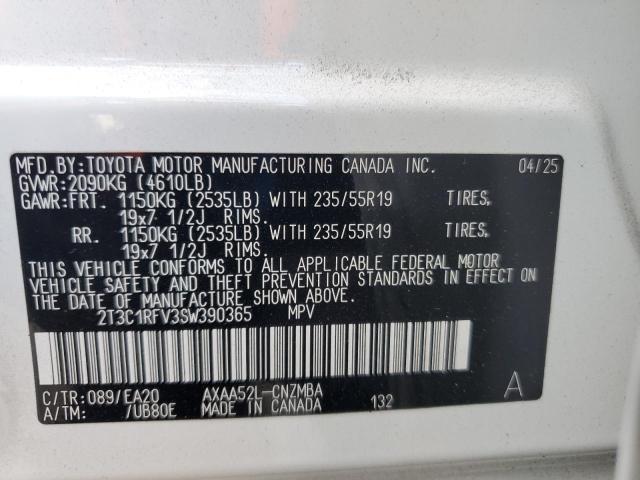 MFD.BY:TOYOTA MOTOR MANUFACTURING CANADA INC. 04/25
GVWR:2090KG (4610LB)
GAWR:FRT. 1150KG (2535LB) WITH 235/55R19 TIRES,
19x7 1/2J RIMS.
RR. 1150KG (2535LB) WITH 235/55R19 TIRES,
19x7 1/2J RIMS.
THIS VEHICLE CONFORMS TO ALL APPLICABLE FEDERAL MOTOR
VEHICLE SAFETY AND THEFT PREVENTION STANDARDS IN EFFECT ON
THE DATE OF MANUFACTURE SHOWN ABOVE.
2T3C1RFV3SW390365 MPV
C/TR:089/EA20 AXAA52L-CNZMBA A
A/TM: /UB80E MADE IN CANADA 132